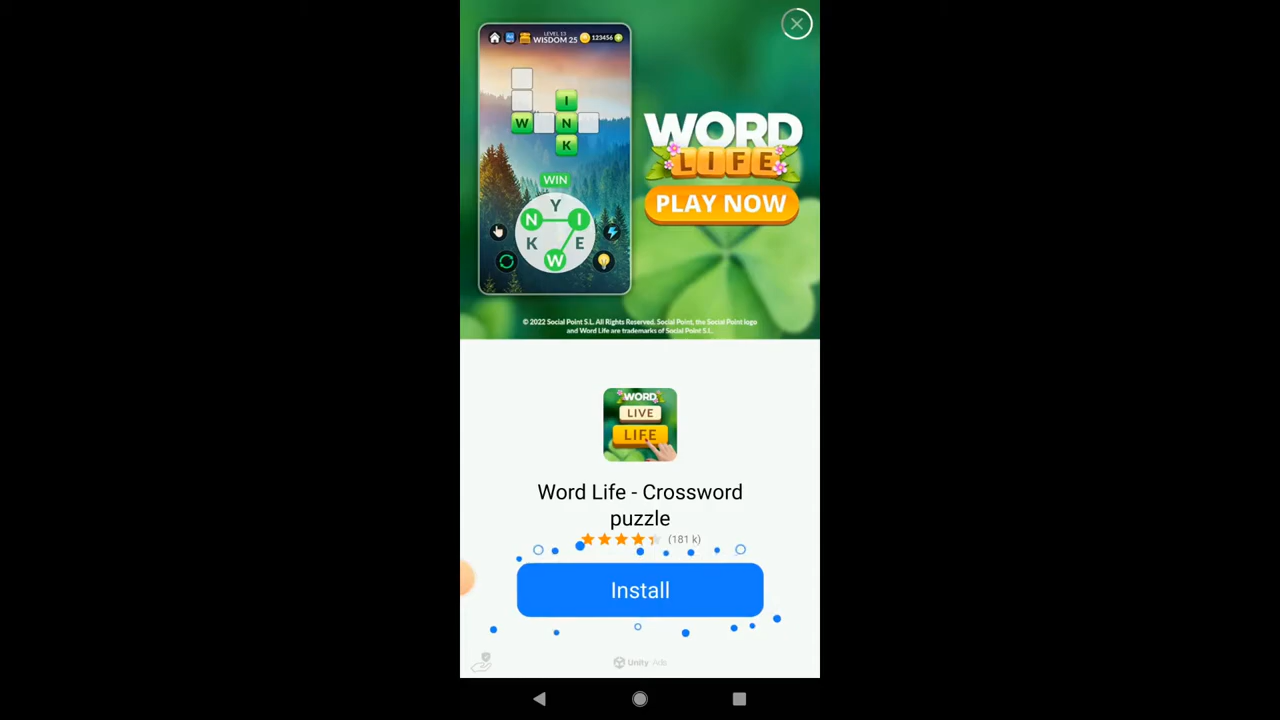 LEVEL 13
WISDOM 25
123456
I
W N
K
WIN
Y
N I
K E
W
WORD
LIFE
PLAY NOW
© 2022 Social Point S.L. All Rights Reserved, Social Point, the Social Point logo
and Word Life are trademarks of Social Point S.L.
WORD
LIVE
LIFE
Word Life - Crossword
puzzle
(181 k)
Install
Unity Ads